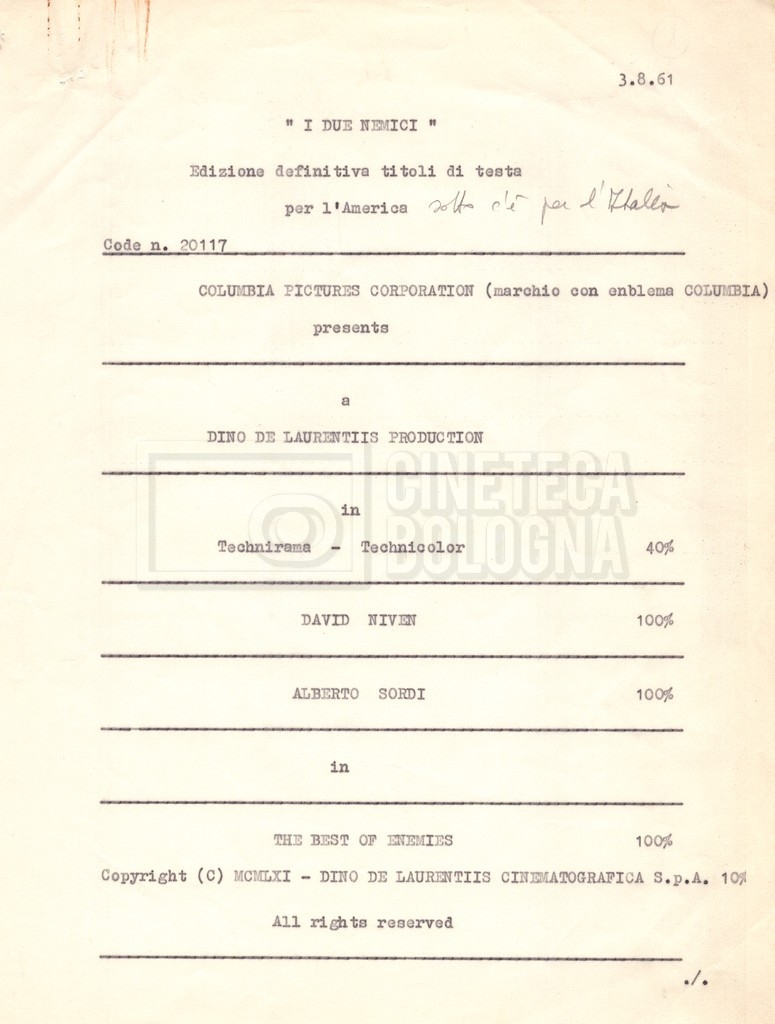 3.8.61
" I DUE NEMICI "
Edizione definitiva titoli di testa
per l'America sotto c'è per l'Italia
Code n. 20117
COLUMBIA PICTURES CORPORATION (marchio con enblema COLUMBIA)
presents
a
DINO DE LAURENTIIS PRODUCTION
CINETECA
BOLOGNA
in
Technirama - Technicolor 40%
DAVID NIVEN 100%
ALBERTO SORDI 100%
in
THE BEST OF ENEMIES 100%
Copyright (C) MCMLXI - DINO DE LAURENTIIS CINEMATOGRAFICA S.p.A. 10%
All rights reserved
./.